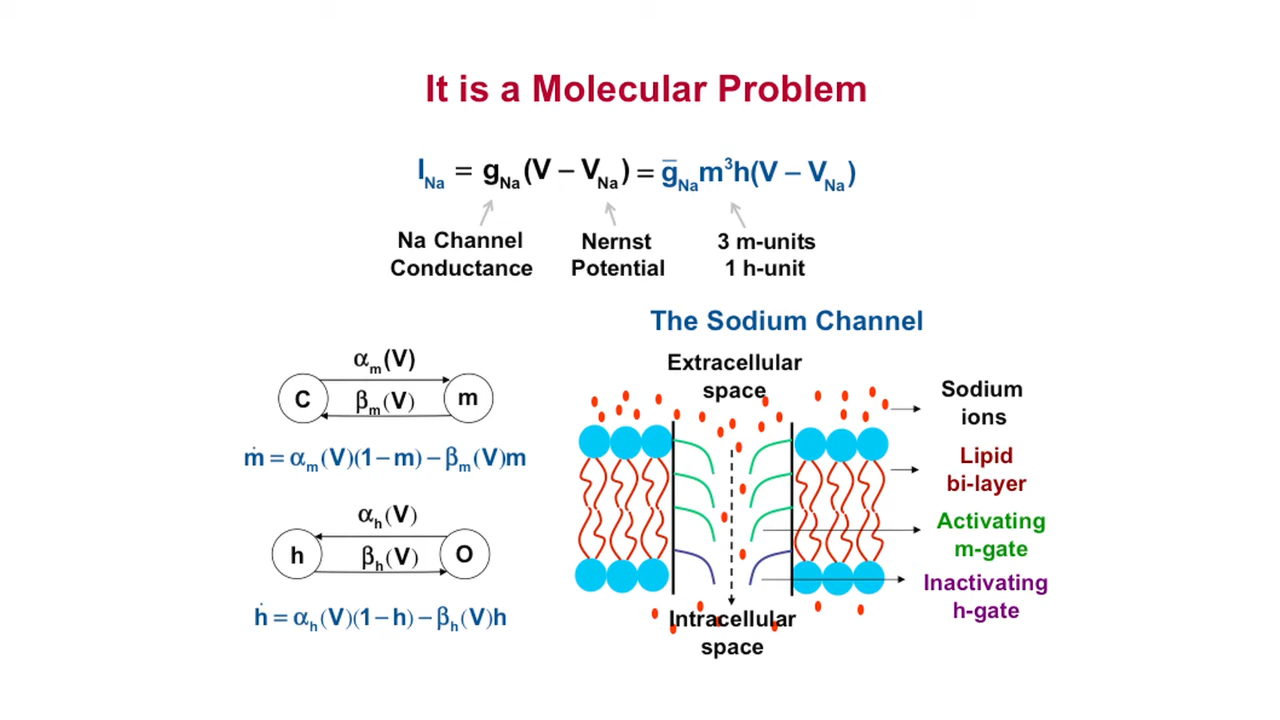 It is a Molecular Problem
I_Na = g_Na (V – V_Na) = g̅_Na m³h(V – V_Na)
Na Channel
Conductance
Nernst
Potential
3 m-units
1 h-unit
The Sodium Channel
Extracellular
space
α_m(V)
C
β_m(V)
m
ṁ = α_m(V)(1 – m) – β_m(V)m
α_h(V)
h
β_h(V)
O
ḣ = α_h(V)(1 – h) – β_h(V)h
Sodium
ions
Lipid
bi-layer
Activating
m-gate
Inactivating
h-gate
Intracellular
space